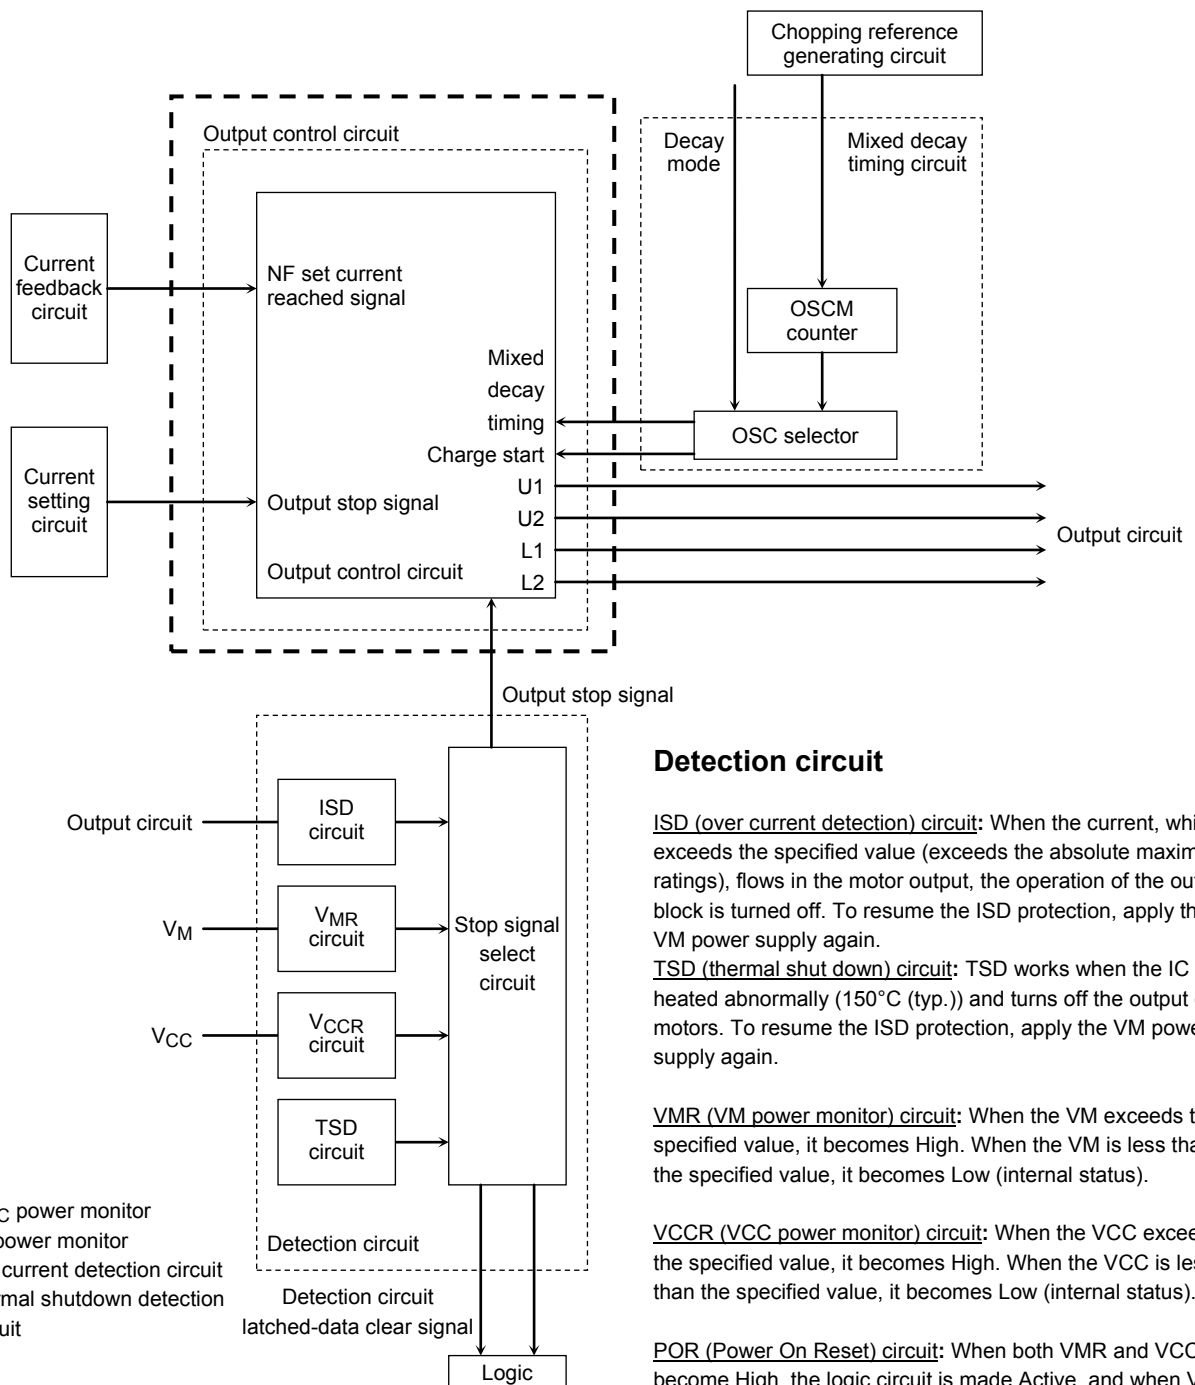 Chopping reference
generating circuit
Output control circuit
Decay
mode
Mixed decay
timing circuit
Current
feedback
circuit
NF set current
reached signal
OSCM
counter
Mixed
decay
timing
Charge start
OSC selector
Current
setting
circuit
Output stop signal
U1
U2
L1
L2
Output circuit
Output control circuit
Output stop signal
Detection circuit
Output circuit
ISD
circuit
VM
VMR
circuit
VCC
VCCR
circuit
TSD
circuit
Stop signal
select
circuit
Detection circuit
Detection circuit
latched-data clear signal
Logic
power monitor
power monitor
current detection circuit
shutdown detection
ISD (over current detection) circuit: When the current,
exceeds the specified value (exceeds the absolute
ratings), flows in the motor output, the operation of the
block is turned off. To resume the ISD protection, apply
VM power supply again.
TSD (thermal shut down) circuit: TSD works when the IC
heated abnormally (150°C (typ.)) and turns off the output
motors. To resume the ISD protection, apply the VM
supply again.
VMR (VM power monitor) circuit: When the VM exceeds
specified value, it becomes High. When the VM is less
the specified value, it becomes Low (internal status).
VCCR (VCC power monitor) circuit: When the VCC
the specified value, it becomes High. When the VCC is
than the specified value, it becomes Low (internal status).
POR (Power On Reset) circuit: When both VMR and
become High, the logic circuit is made Active, and when